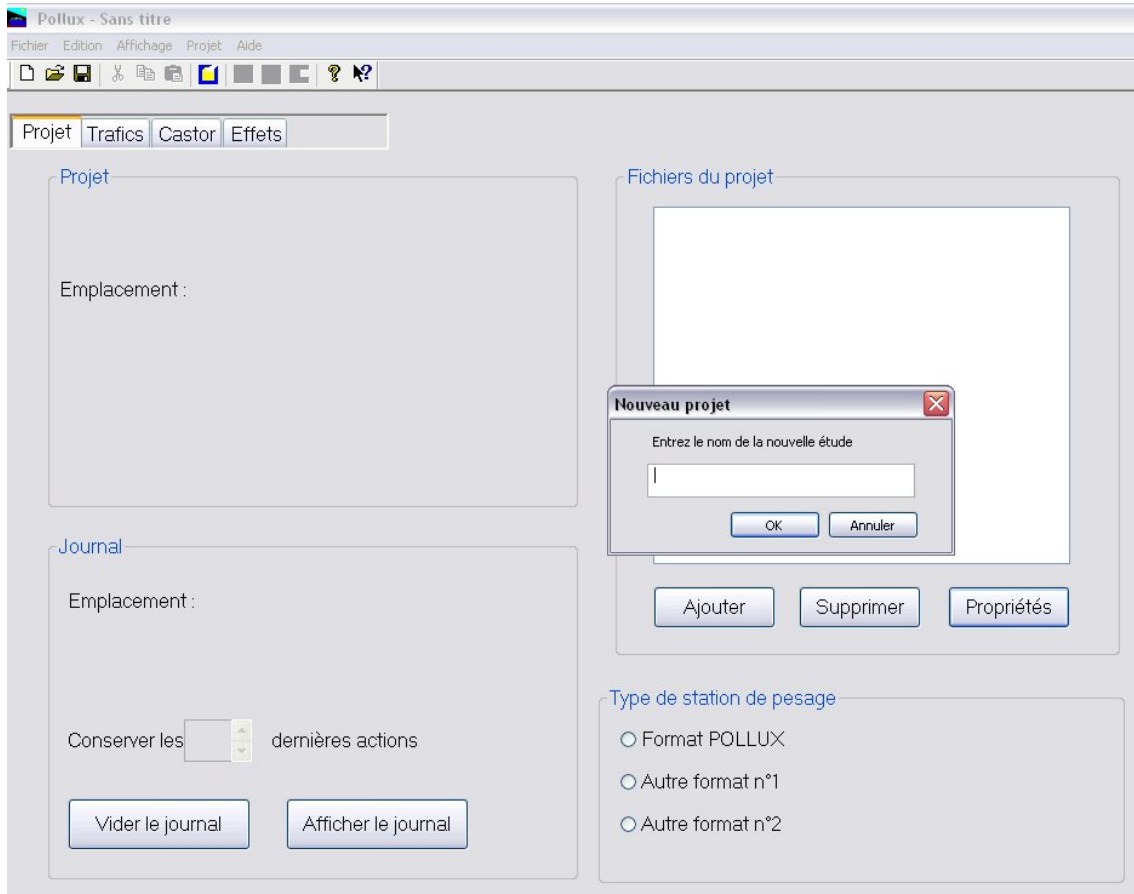 Pollux - Sans titre
Fichier Edition Affichage Projet Aide
Projet Trafics Castor Effets
Projet
Emplacement :
Fichiers du projet
Nouveau projet
Entrez le nom de la nouvelle étude
OK Annuler
Ajouter Supprimer Propriétés
Journal
Emplacement :
Conserver les dernières actions
Vider le journal Afficher le journal
Type de station de pesage
Format POLLUX
Autre format n°1
Autre format n°2